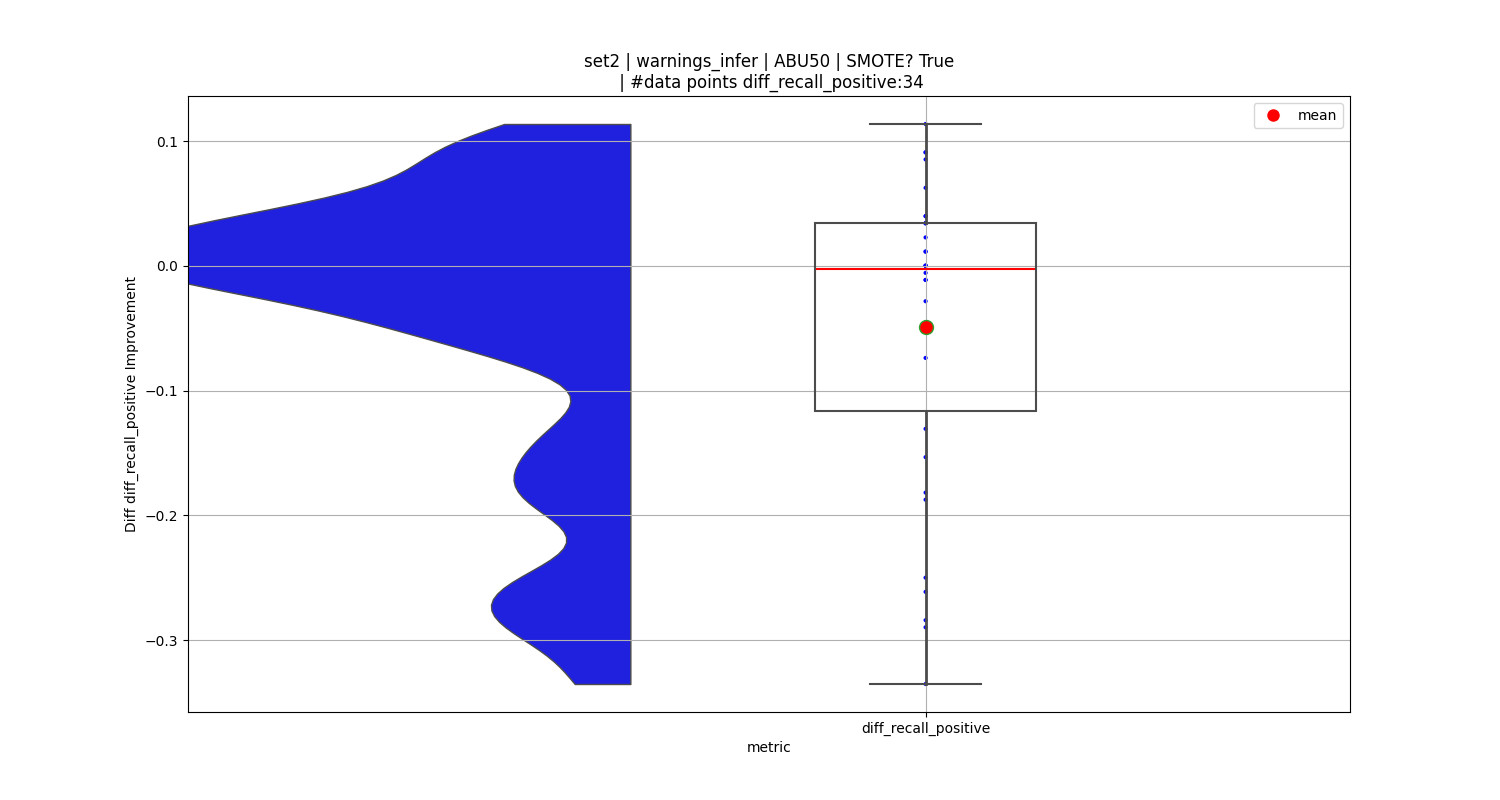 set2 | warnings_infer | ABU50 | SMOTE? True
| #data points diff_recall_positive:34
mean
0.1
0.0
−0.1
−0.2
−0.3
Diff diff_recall_positive Improvement
diff_recall_positive
metric